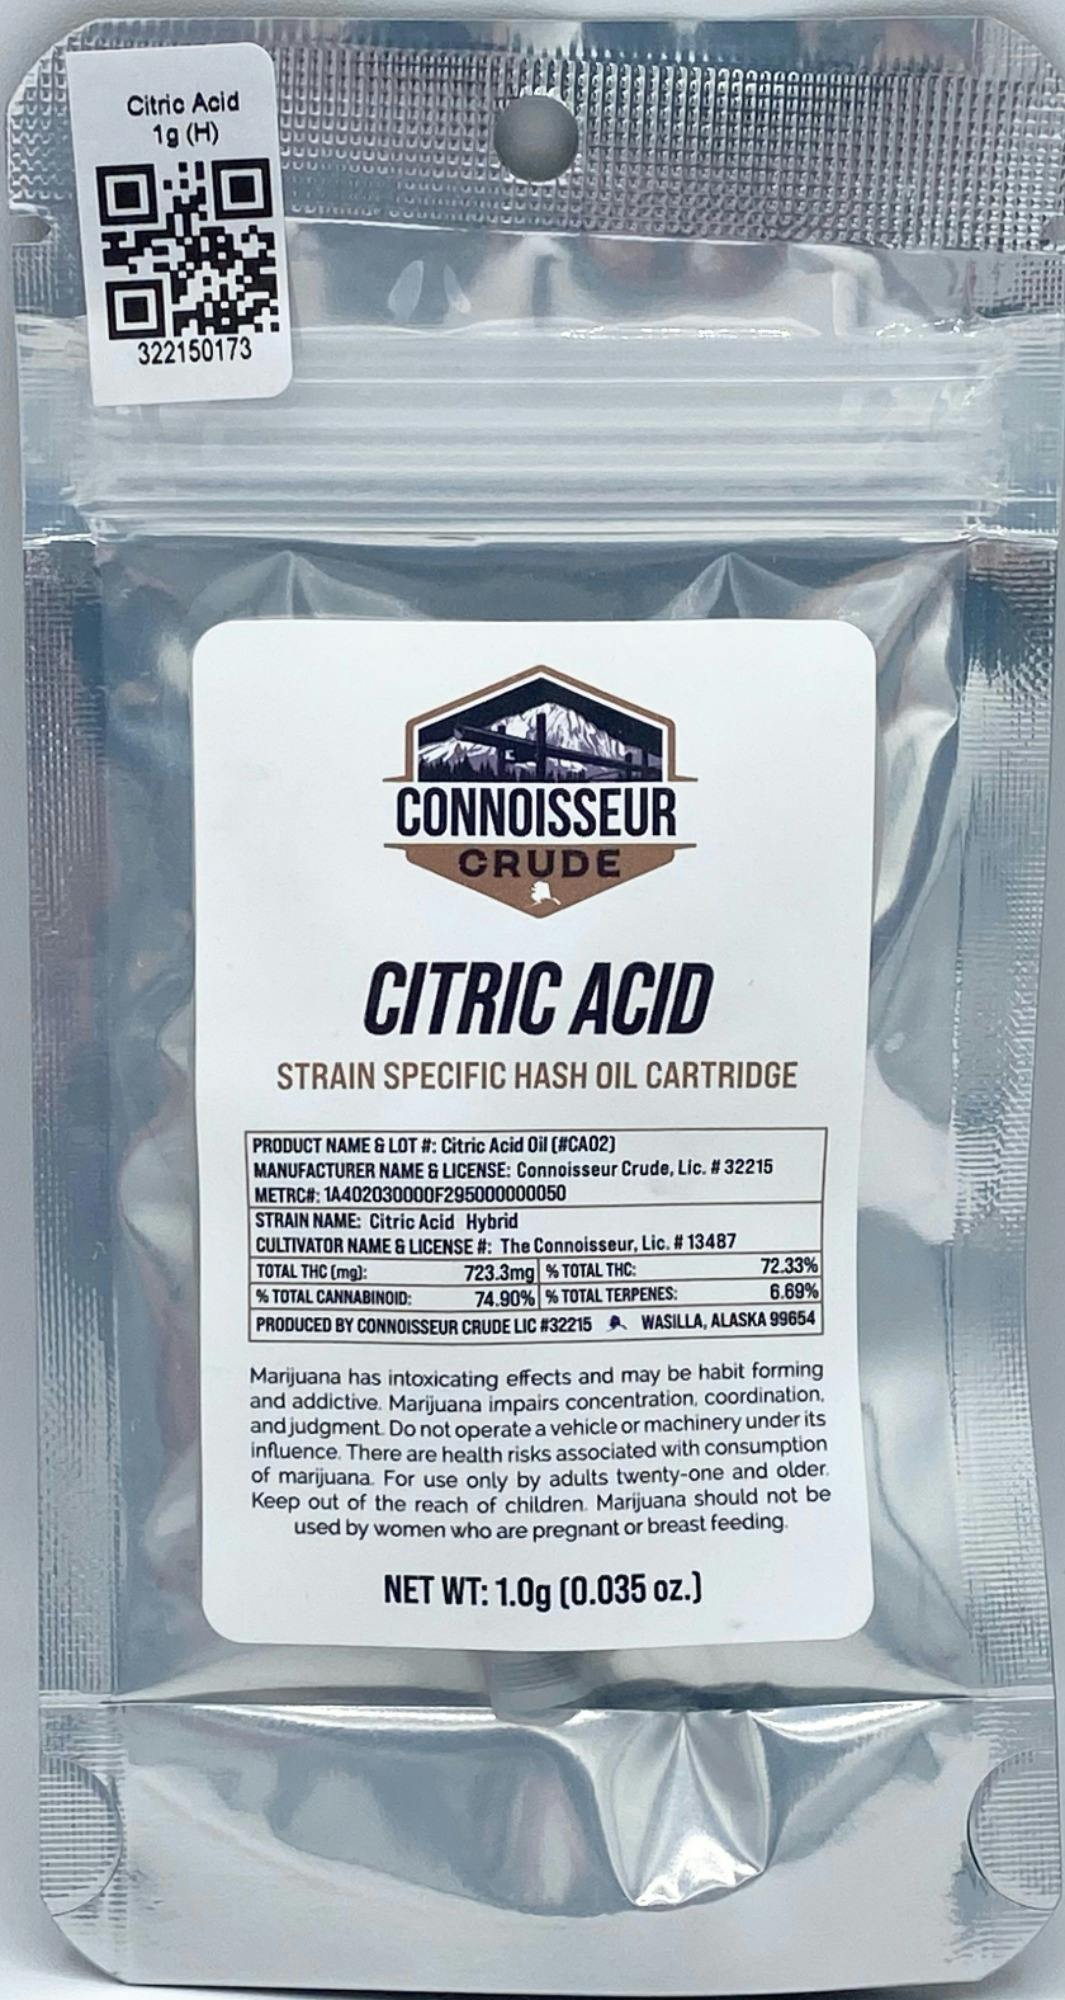 Citric Acid
1g (H)
322150173
CONNOISSEUR
CRUDE
CITRIC ACID
STRAIN SPECIFIC HASH OIL CARTRIDGE
PRODUCT NAME & LOT #: Citric Acid Oil (#CA02)
MANUFACTURER NAME & LICENSE: Connoisseur Crude, Lic. # 32215
METRC#: 1A402030000F295000000050
STRAIN NAME: Citric Acid Hybrid
CULTIVATOR NAME & LICENSE #: The Connoisseur, Lic. # 13487
TOTAL THC (mg): 723.3mg % TOTAL THC: 72.33%
% TOTAL CANNABINOID: 74.90% % TOTAL TERPENES: 6.69%
PRODUCED BY CONNOISSEUR CRUDE LIC #32215 WASILLA, ALASKA 99654
Marijuana has intoxicating effects and may be habit forming
and addictive. Marijuana impairs concentration, coordination,
and judgment. Do not operate a vehicle or machinery under its
influence. There are health risks associated with consumption
of marijuana. For use only by adults twenty-one and older.
Keep out of the reach of children. Marijuana should not be
used by women who are pregnant or breast feeding.
NET WT: 1.0g (0.035 oz.)